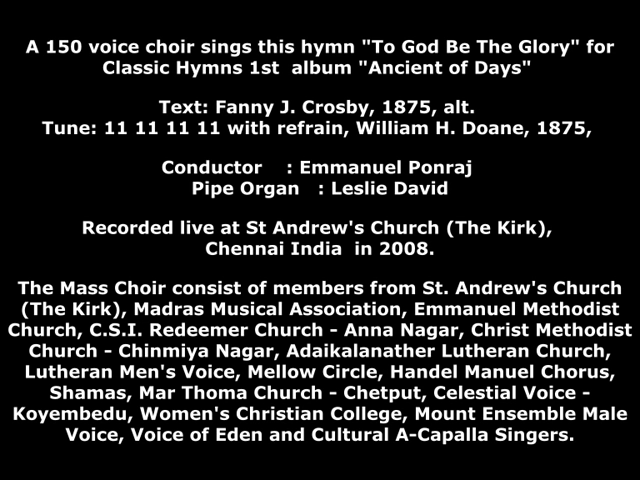 A 150 voice choir sings this hymn "To God Be The Glory" for
Classic Hymns 1st  album "Ancient of Days"
Text: Fanny J. Crosby, 1875, alt.
Tune: 11 11 11 11 with refrain, William H. Doane, 1875,
Conductor    : Emmanuel Ponraj
Pipe Organ   : Leslie David
Recorded live at St Andrew's Church (The Kirk),
Chennai India  in 2008.
The Mass Choir consist of members from St. Andrew's Church
(The Kirk), Madras Musical Association, Emmanuel Methodist
Church, C.S.I. Redeemer Church - Anna Nagar, Christ Methodist
Church - Chinmiya Nagar, Adaikalanather Lutheran Church,
Lutheran Men's Voice, Mellow Circle, Handel Manuel Chorus,
Shamas, Mar Thoma Church - Chetput, Celestial Voice -
Koyembedu, Women's Christian College, Mount Ensemble Male
Voice, Voice of Eden and Cultural A-Capalla Singers.